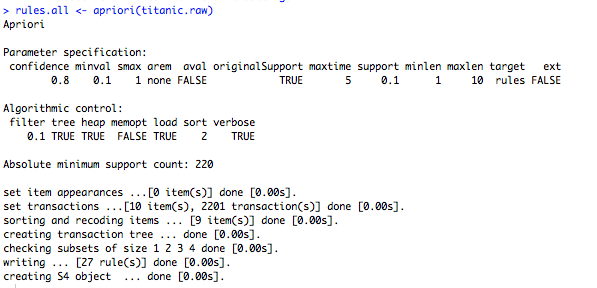 > rules.all <- apriori(titanic.raw)
Apriori

Parameter specification:
 confidence minval smax arem  aval originalSupport maxtime support minlen maxlen target   ext
        0.8    0.1    1 none FALSE            TRUE       5     0.1      1     10  rules FALSE

Algorithmic control:
 filter tree heap memopt load sort verbose
    0.1 TRUE TRUE  FALSE TRUE    2    TRUE

Absolute minimum support count: 220

set item appearances ...[0 item(s)] done [0.00s].
set transactions ...[10 item(s), 2201 transaction(s)] done [0.00s].
sorting and recoding items ... [9 item(s)] done [0.00s].
creating transaction tree ... done [0.00s].
checking subsets of size 1 2 3 4 done [0.00s].
writing ... [27 rule(s)] done [0.00s].
creating S4 object  ... done [0.00s].